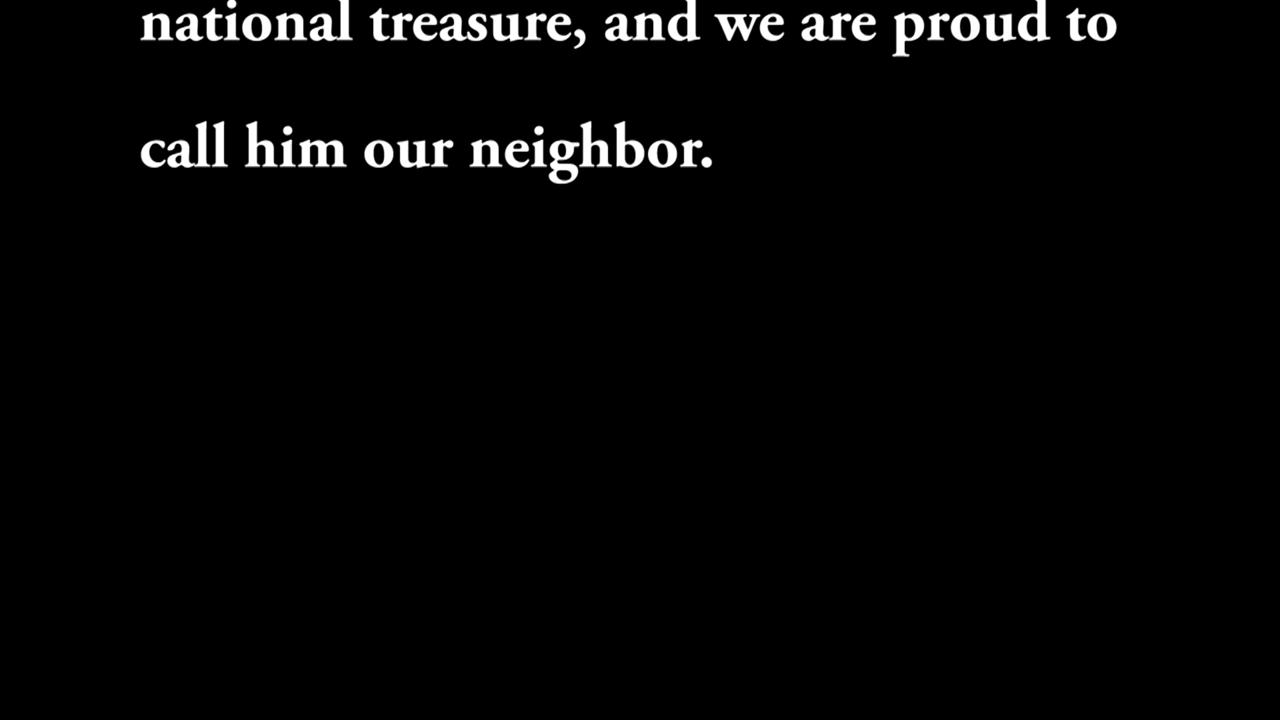 national treasure, and we are proud to
call him our neighbor.